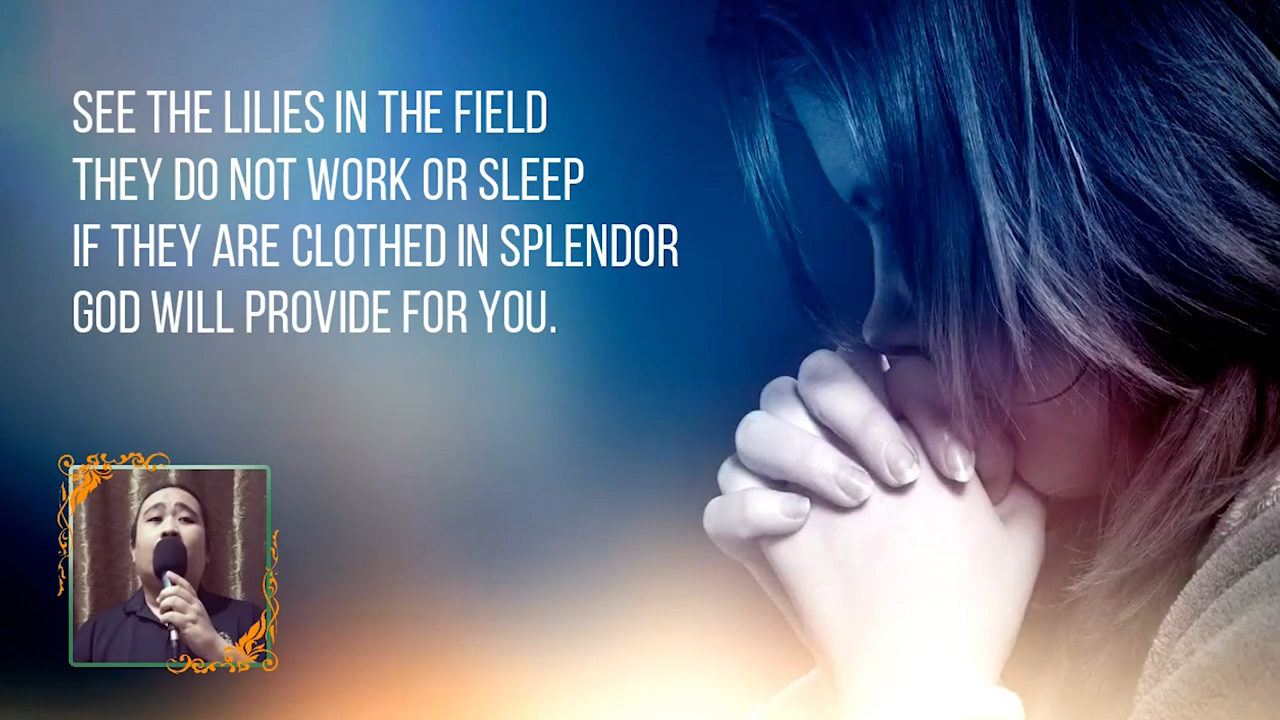 SEE THE LILIES IN THE FIELD
THEY DO NOT WORK OR SLEEP
IF THEY ARE CLOTHED IN SPLENDOR
GOD WILL PROVIDE FOR YOU.